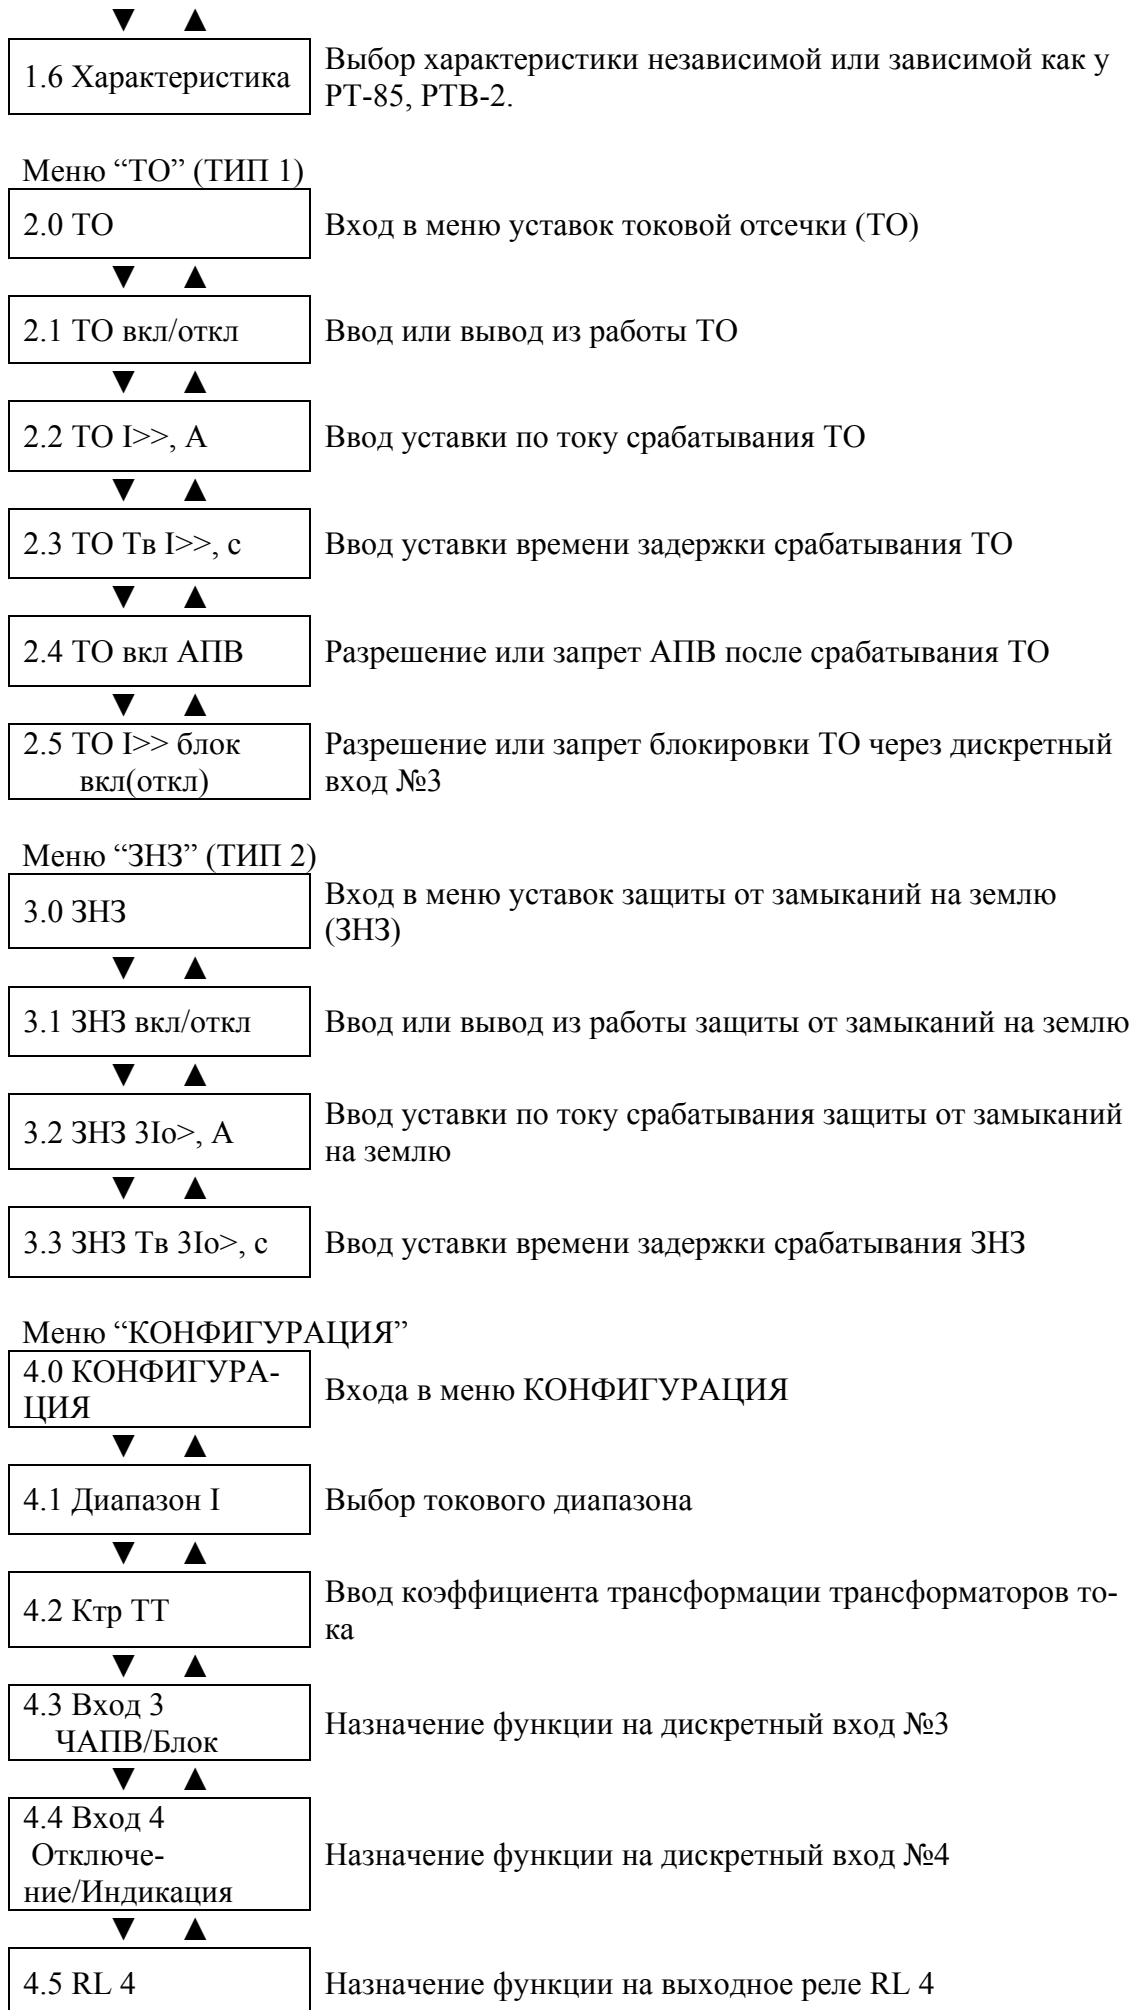 ▼ ▲
1.6 Характеристика
Выбор характеристики независимой или зависимой как у
РТ-85, РТВ-2.
Меню “ТО” (ТИП 1)
2.0 ТО
Вход в меню уставок токовой отсечки (ТО)
▼ ▲
2.1 ТО вкл/откл
Ввод или вывод из работы ТО
▼ ▲
2.2 ТО I>>, А
Ввод уставки по току срабатывания ТО
▼ ▲
2.3 ТО Тв I>>, с
Ввод уставки времени задержки срабатывания ТО
▼ ▲
2.4 ТО вкл АПВ
Разрешение или запрет АПВ после срабатывания ТО
▼ ▲
2.5 ТО I>> блок
вкл(откл)
Разрешение или запрет блокировки ТО через дискретный
вход №3
Меню “ЗНЗ” (ТИП 2)
3.0 ЗНЗ
Вход в меню уставок защиты от замыканий на землю
(ЗНЗ)
▼ ▲
3.1 ЗНЗ вкл/откл
Ввод или вывод из работы защиты от замыканий на землю
▼ ▲
3.2 ЗНЗ 3Iо>, А
Ввод уставки по току срабатывания защиты от замыканий
на землю
▼ ▲
3.3 ЗНЗ Тв 3Iо>, с
Ввод уставки времени задержки срабатывания ЗНЗ
Меню “КОНФИГУРАЦИЯ”
4.0 КОНФИГУРА-
ЦИЯ
Входа в меню КОНФИГУРАЦИЯ
▼ ▲
4.1 Диапазон I
Выбор токового диапазона
▼ ▲
4.2 Ктр ТТ
Ввод коэффициента трансформации трансформаторов то-
ка
▼ ▲
4.3 Вход 3
ЧАПВ/Блок
Назначение функции на дискретный вход №3
▼ ▲
4.4 Вход 4
Отключе-
ние/Индикация
Назначение функции на дискретный вход №4
▼ ▲
4.5 RL 4
Назначение функции на выходное реле RL 4